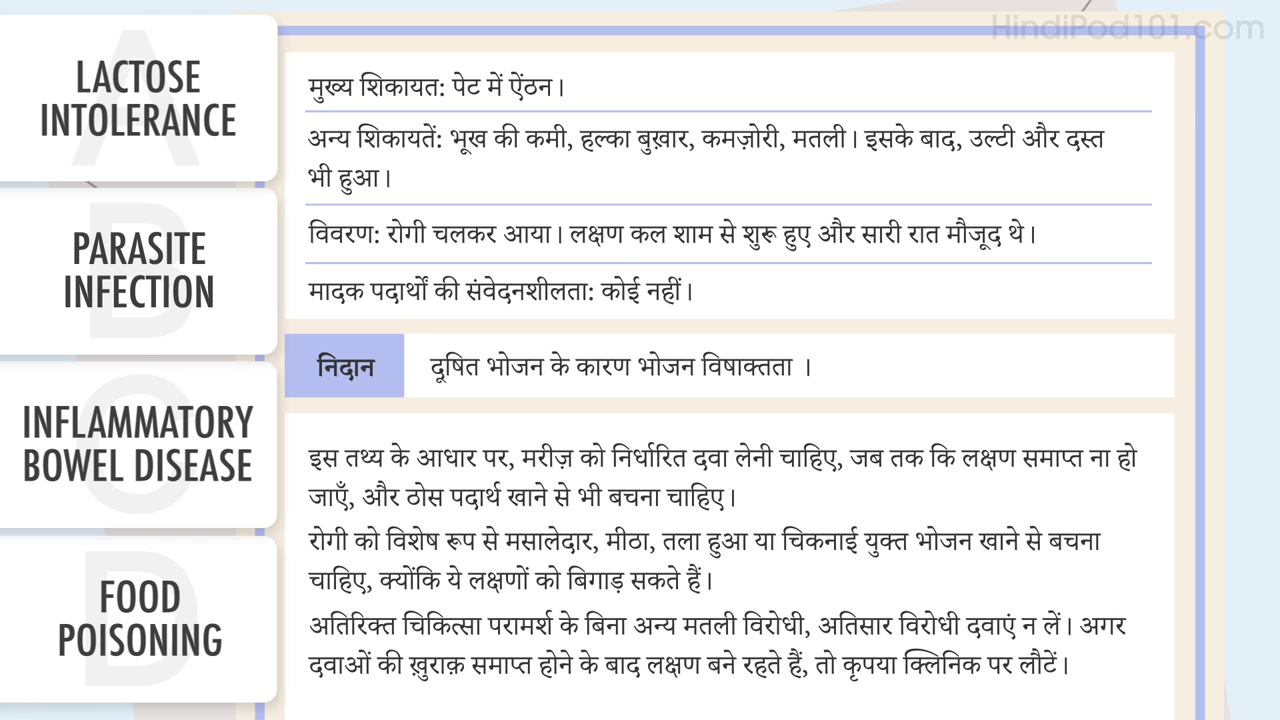 HindiPod101.com
A
LACTOSE
INTOLERANCE
B
PARASITE
INFECTION
C
INFLAMMATORY
BOWEL DISEASE
D
FOOD
POISONING
मुख्य शिकायत: पेट में ऐंठन।
अन्य शिकायतें: भूख की कमी, हल्का बुख़ार, कमज़ोरी, मतली। इसके बाद, उल्टी और दस्त
भी हुआ।
विवरण: रोगी चलकर आया। लक्षण कल शाम से शुरू हुए और सारी रात मौजूद थे।
मादक पदार्थों की संवेदनशीलता: कोई नहीं।
निदान
दूषित भोजन के कारण भोजन विषाक्तता ।
इस तथ्य के आधार पर, मरीज़ को निर्धारित दवा लेनी चाहिए, जब तक कि लक्षण समाप्त ना हो
जाएँ, और ठोस पदार्थ खाने से भी बचना चाहिए।
रोगी को विशेष रूप से मसालेदार, मीठा, तला हुआ या चिकनाई युक्त भोजन खाने से बचना
चाहिए, क्योंकि ये लक्षणों को बिगाड़ सकते हैं।
अतिरिक्त चिकित्सा परामर्श के बिना अन्य मतली विरोधी, अतिसार विरोधी दवाएं न लें। अगर
दवाओं की ख़ुराक़ समाप्त होने के बाद लक्षण बने रहते हैं, तो कृपया क्लिनिक पर लौटें।